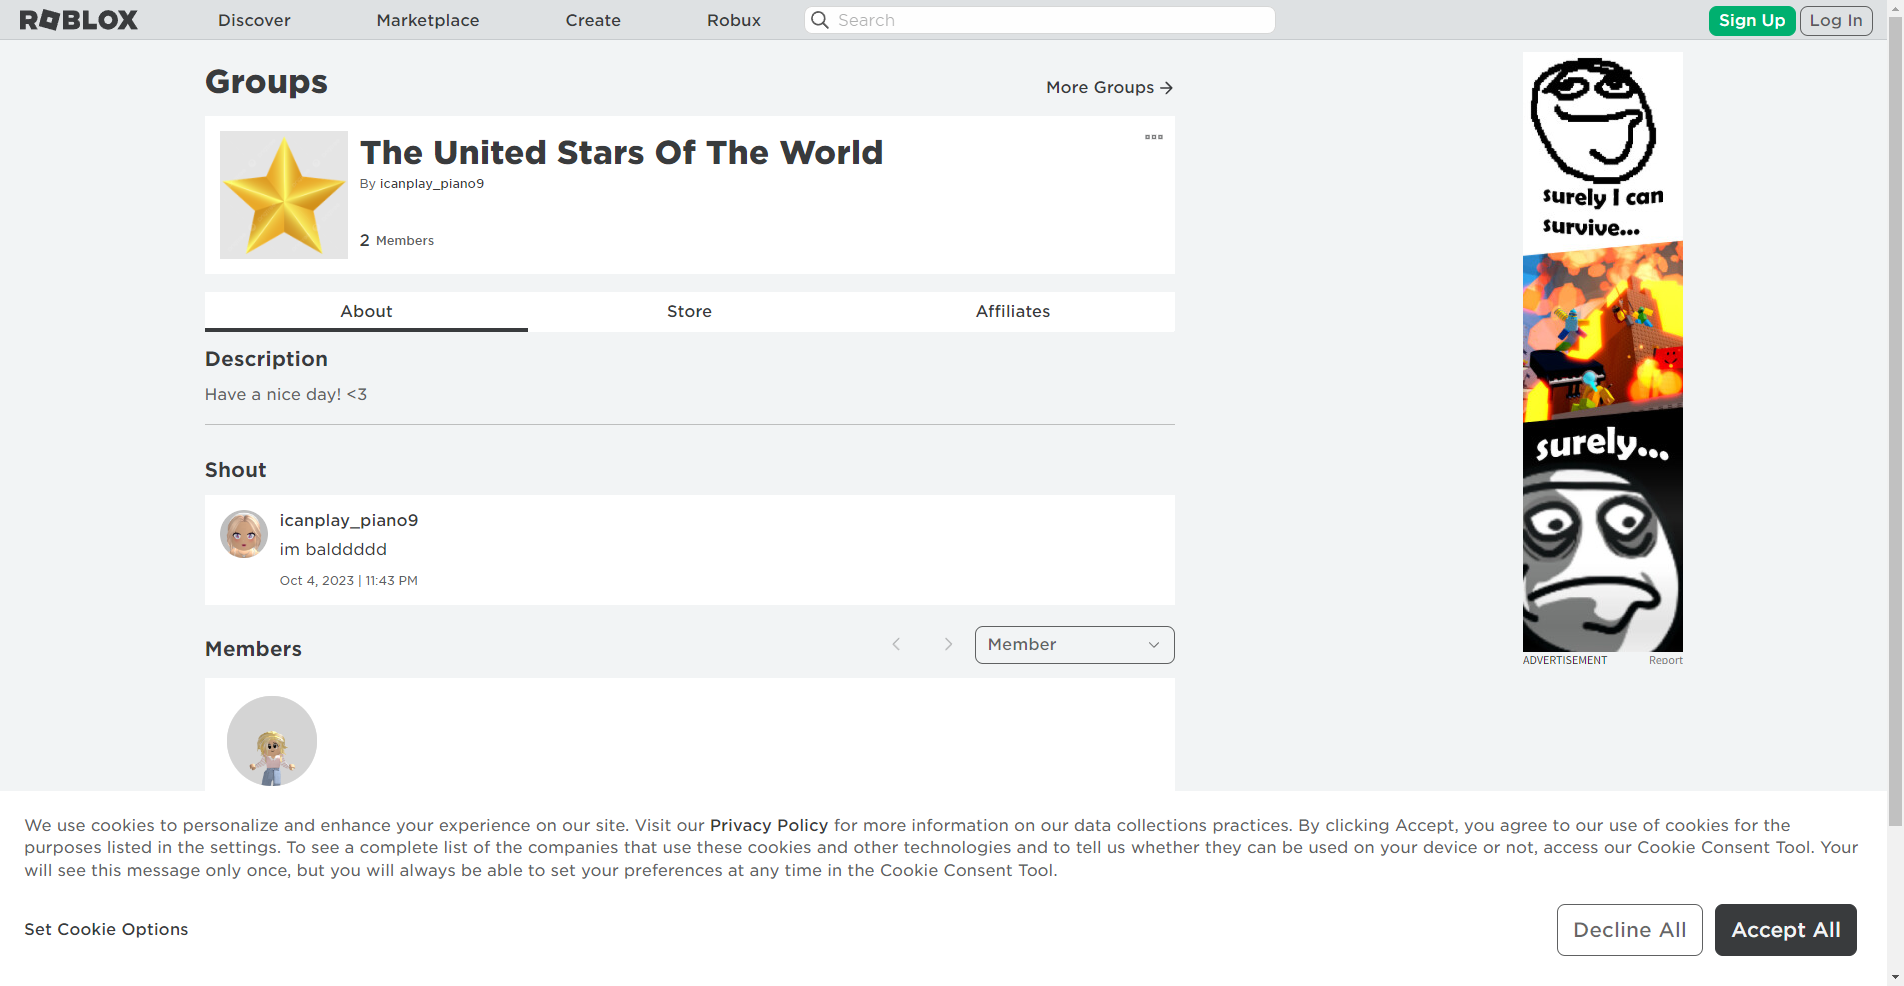 ROBLOX
Discover
Marketplace
Create
Robux
Search
Sign Up
Log In
Groups
More Groups →
The United Stars Of The World
By icanplay_piano9
2 Members
About
Store
Affiliates
Description
Have a nice day! <3
Shout
icanplay_piano9
im balddddd
Oct 4, 2023 | 11:43 PM
Members
Member
surely I can
survive...
surely...
ADVERTISEMENT
Report
We use cookies to personalize and enhance your experience on our site. Visit our Privacy Policy for more information on our data collections practices. By clicking Accept, you agree to our use of cookies for the
purposes listed in the settings. To see a complete list of the companies that use these cookies and other technologies and to tell us whether they can be used on your device or not, access our Cookie Consent Tool. Your
will see this message only once, but you will always be able to set your preferences at any time in the Cookie Consent Tool.
Set Cookie Options
Decline All
Accept All